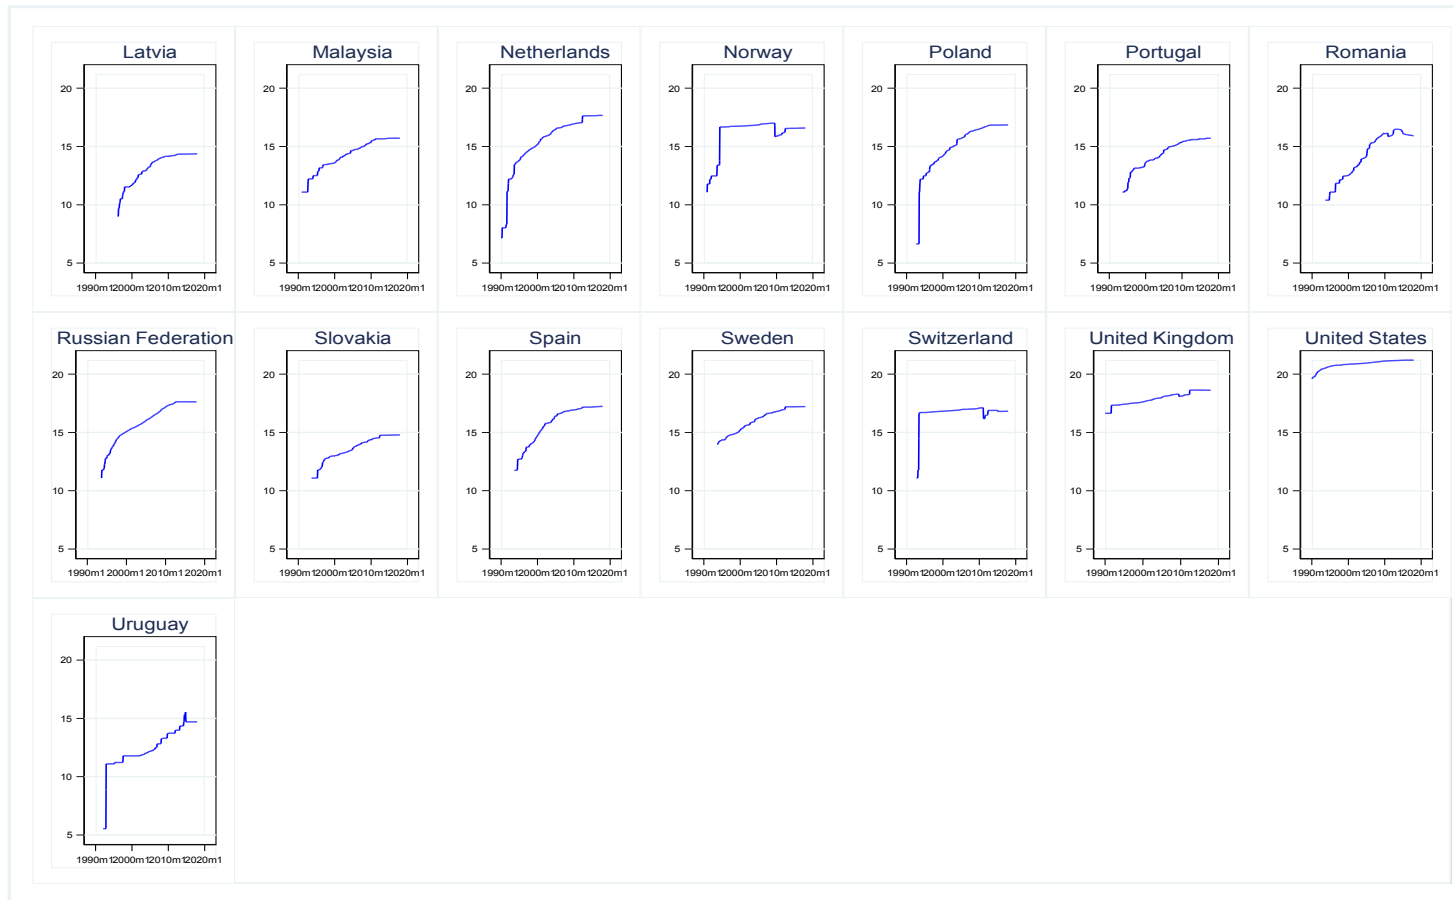 Latvia Malaysia Netherlands Norway Poland Portugal Romania
20 20 20 20 20 20 20
15 15 15 15 15 15 15
10 10 10 10 10 10 10
5 5 5 5 5 5 5
1990m1 2000m1 2010m1 2020m1 1990m1 2000m1 2010m1 2020m1 1990m1 2000m1 2010m1 2020m1 1990m1 2000m1 2010m1 2020m1 1990m1 2000m1 2010m1 2020m1 1990m1 2000m1 2010m1 2020m1 1990m1 2000m1 2010m1 2020m1
Russian Federation Slovakia Spain Sweden Switzerland United Kingdom United States
20 20 20 20 20 20 20
15 15 15 15 15 15 15
10 10 10 10 10 10 10
5 5 5 5 5 5 5
1990m1 2000m1 2010m1 2020m1 1990m1 2000m1 2010m1 2020m1 1990m1 2000m1 2010m1 2020m1 1990m1 2000m1 2010m1 2020m1 1990m1 2000m1 2010m1 2020m1 1990m1 2000m1 2010m1 2020m1 1990m1 2000m1 2010m1 2020m1
Uruguay
20
15
10
5
1990m1 2000m1 2010m1 2020m1